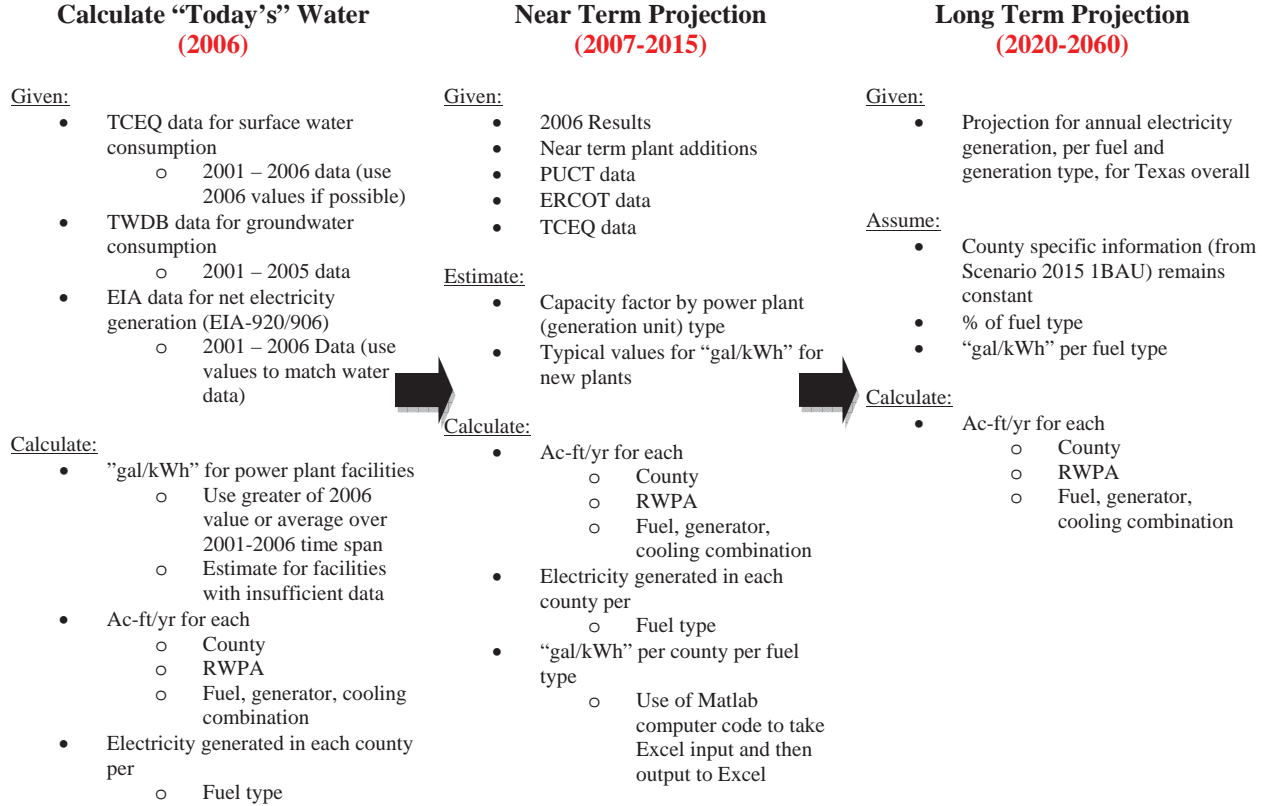 Calculate “Today’s” Water
(2006)
Given:
• TCEQ data for surface water
consumption
o 2001 – 2006 data (use
2006 values if possible)
• TWDB data for groundwater
consumption
o 2001 – 2005 data
• EIA data for net electricity
generation (EIA-920/906)
o 2001 – 2006 Data (use
values to match water
data)
Calculate:
• ”gal/kWh” for power plant facilities
o Use greater of 2006
value or average over
2001-2006 time span
o Estimate for facilities
with insufficient data
• Ac-ft/yr for each
o County
o RWPA
o Fuel, generator, cooling
combination
• Electricity generated in each county
per
o Fuel type
Near Term Projection
(2007-2015)
Given:
• 2006 Results
• Near term plant additions
• PUCT data
• ERCOT data
• TCEQ data
Estimate:
• Capacity factor by power plant
(generation unit) type
• Typical values for “gal/kWh” for
new plants
Calculate:
• Ac-ft/yr for each
o County
o RWPA
o Fuel, generator,
cooling combination
• Electricity generated in each
county per
o Fuel type
• “gal/kWh” per county per fuel
type
o Use of Matlab
computer code to take
Excel input and then
output to Excel
Long Term Projection
(2020-2060)
Given:
• Projection for annual electricity
generation, per fuel and
generation type, for Texas overall
Assume:
• County specific information (from
Scenario 2015 1BAU) remains
constant
• % of fuel type
• “gal/kWh” per fuel type
Calculate:
• Ac-ft/yr for each
o County
o RWPA
o Fuel, generator,
cooling combination